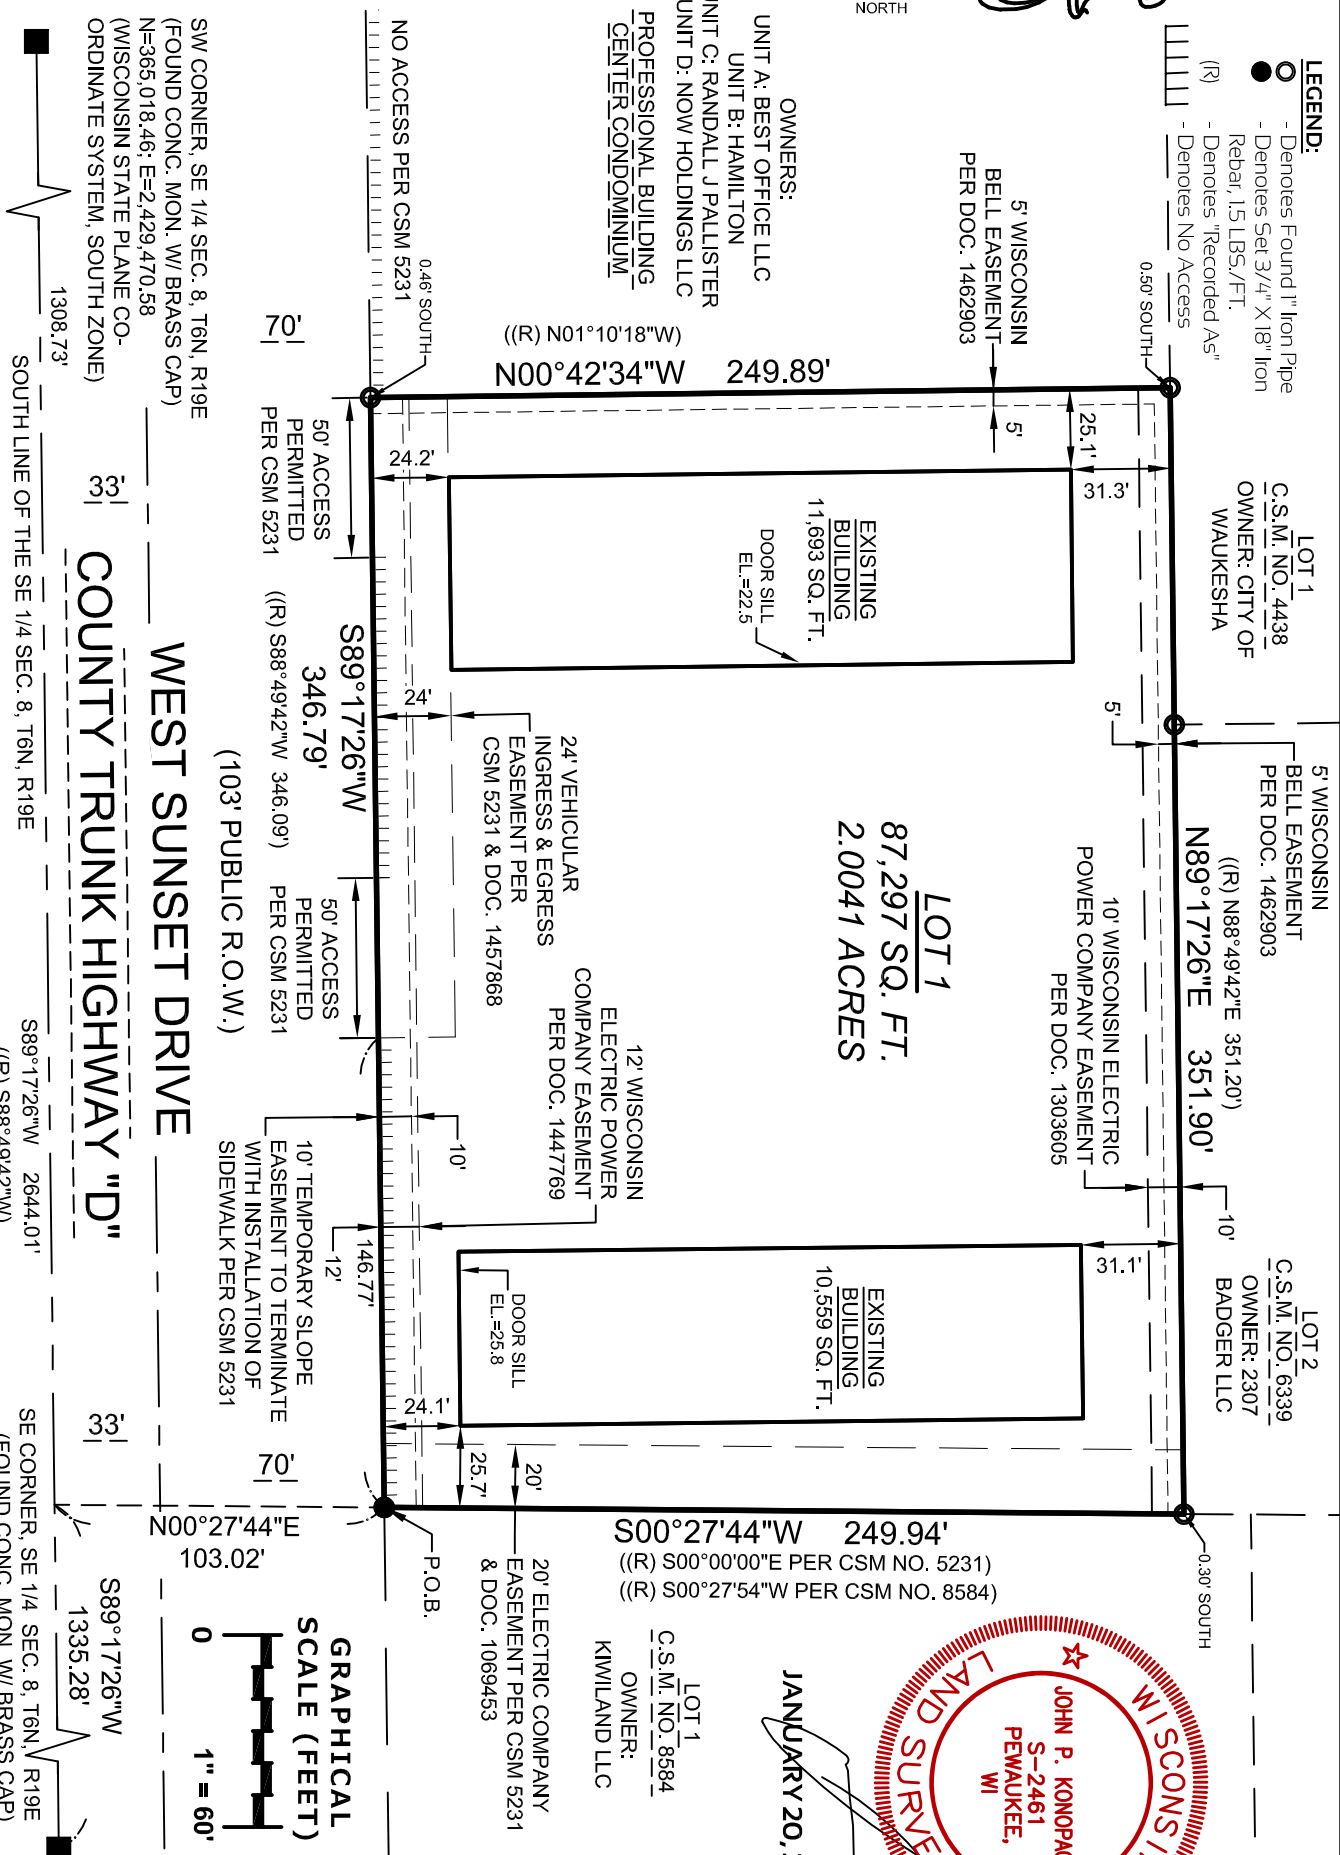 NORTH
LEGEND:
- Denotes Found 1" Iron Pipe
- Denotes Set 3/4" X 18" Iron
Rebar, 1.5 LBS./FT.
(R) - Denotes "Recorded As"
- Denotes No Access
LOT 1
C.S.M. NO. 4438
OWNER: CITY OF
WAUKESHA
5' WISCONSIN
BELL EASEMENT
PER DOC. 1462903
LOT 2
C.S.M. NO. 6339
OWNER: 2307
BADGER LLC
0.50' SOUTH
((R) N88°49'42"E 351.20')
N89°17'26"E 351.90'
0.30' SOUTH
5' WISCONSIN
BELL EASEMENT
PER DOC. 1462903
5'
25.1'
31.3'
5'
10' WISCONSIN ELECTRIC
POWER COMPANY EASEMENT
PER DOC. 1303605
10'
31.1'
OWNERS:
UNIT A: BEST OFFICE LLC
UNIT B: HAMILTON
UNIT C: RANDALL J PALLISTER
UNIT D: NOW HOLDINGS LLC
PROFESSIONAL BUILDING
CENTER CONDOMINIUM
((R) N01°10'18"W)
N00°42'34"W 249.89'
EXISTING
BUILDING
11,693 SQ. FT.
DOOR SILL
EL.=22.5
LOT 1
87,297 SQ. FT.
2.0041 ACRES
EXISTING
BUILDING
10,559 SQ. FT.
DOOR SILL
EL.=25.8
S00°27'44"W 249.94'
((R) S00°00'00"E PER CSM NO. 5231)
((R) S00°27'54"W PER CSM NO. 8584)
WISCONSI
JOHN P. KONOPAC
S-2461
PEWAUKEE,
WI
LAND SURVE
JANUARY 20,
LOT 1
C.S.M. NO. 8584
OWNER:
KIWILAND LLC
24' VEHICULAR
INGRESS & EGRESS
EASEMENT PER
CSM 5231 & DOC. 1457868
12' WISCONSIN
ELECTRIC POWER
COMPANY EASEMENT
PER DOC. 1447769
20' ELECTRIC COMPANY
EASEMENT PER CSM 5231
& DOC. 1069453
20'
25.7'
24.2'
24'
10'
24.1'
P.O.B.
NO ACCESS PER CSM 5231
0.46' SOUTH
70'
50' ACCESS
PERMITTED
PER CSM 5231
S89°17'26"W
346.79'
((R) S88°49'42"W 346.09')
50' ACCESS
PERMITTED
PER CSM 5231
146.77'
12'
10' TEMPORARY SLOPE
EASEMENT TO TERMINATE
WITH INSTALLATION OF
SIDEWALK PER CSM 5231
70'
(103' PUBLIC R.O.W.)
WEST SUNSET DRIVE
COUNTY TRUNK HIGHWAY "D"
33'
33'
N00°27'44"E
103.02'
SW CORNER, SE 1/4 SEC. 8, T6N, R19E
(FOUND CONC. MON. W/ BRASS CAP)
N=365,018.46; E=2,429,470.58
(WISCONSIN STATE PLANE CO-
ORDINATE SYSTEM, SOUTH ZONE)
1308.73'
SOUTH LINE OF THE SE 1/4 SEC. 8, T6N, R19E
S89°17'26"W 2644.01'
((R) S88°49'42"W)
S89°17'26"W
1335.28'
SE CORNER, SE 1/4 SEC. 8, T6N, R19E
(FOUND CONC. MON. W/ BRASS CAP)
GRAPHICAL
SCALE (FEET)
0 1" = 60'